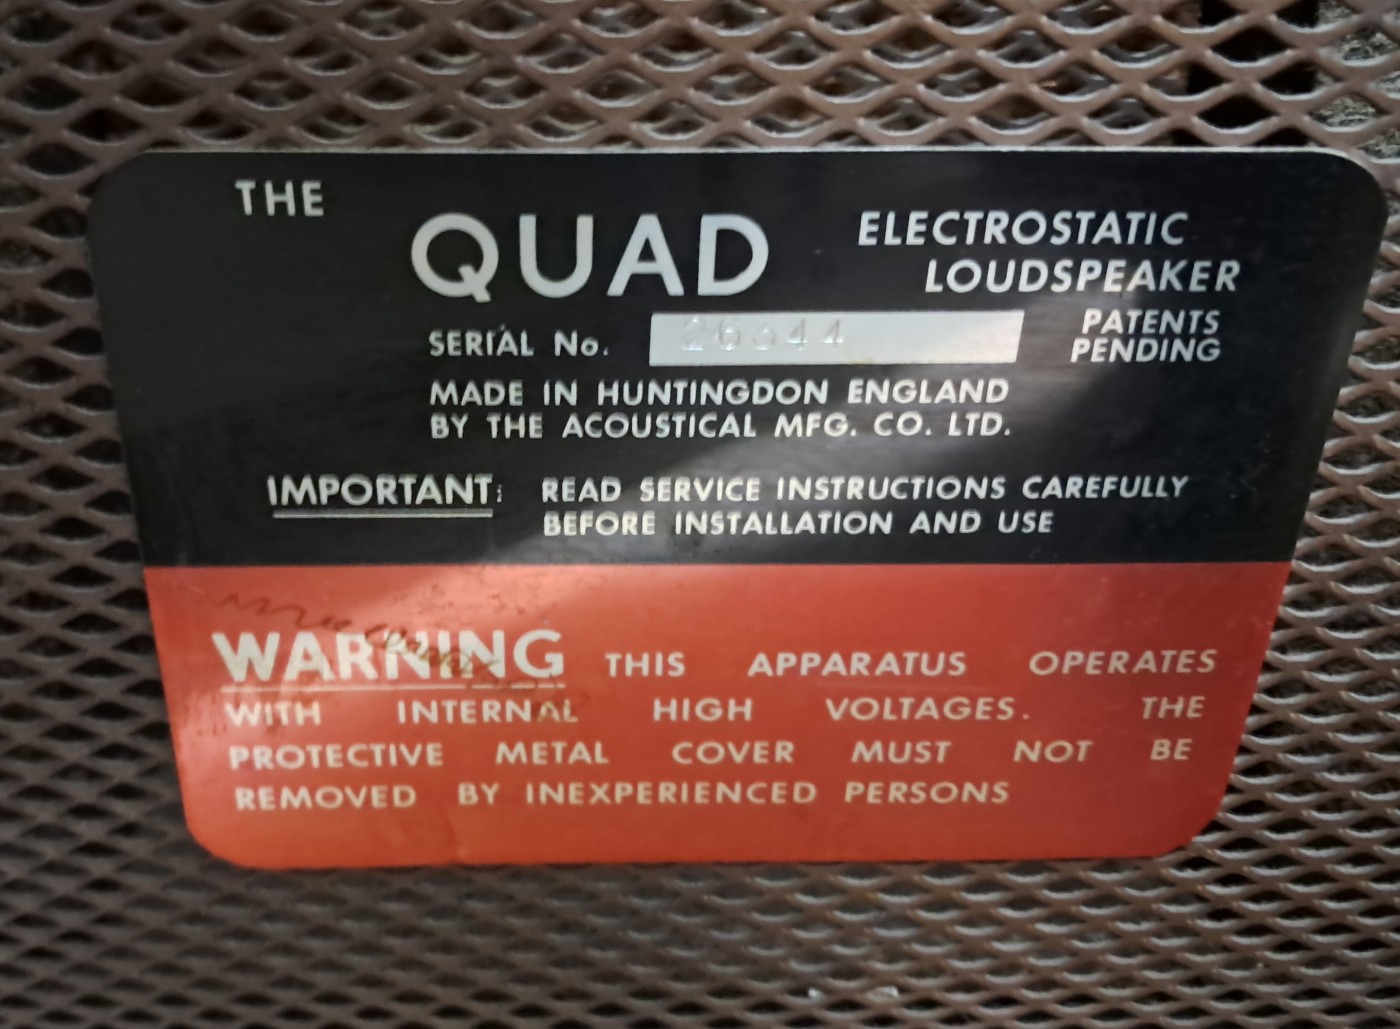 THE
QUAD ELECTROSTATIC
LOUDSPEAKER
SERIAL No. 26344 PATENTS
PENDING
MADE IN HUNTINGDON ENGLAND
BY THE ACOUSTICAL MFG. CO. LTD.
IMPORTANT: READ SERVICE INSTRUCTIONS CAREFULLY
BEFORE INSTALLATION AND USE
WARNING THIS APPARATUS OPERATES
WITH INTERNAL HIGH VOLTAGES. THE
PROTECTIVE METAL COVER MUST NOT BE
REMOVED BY INEXPERIENCED PERSONS